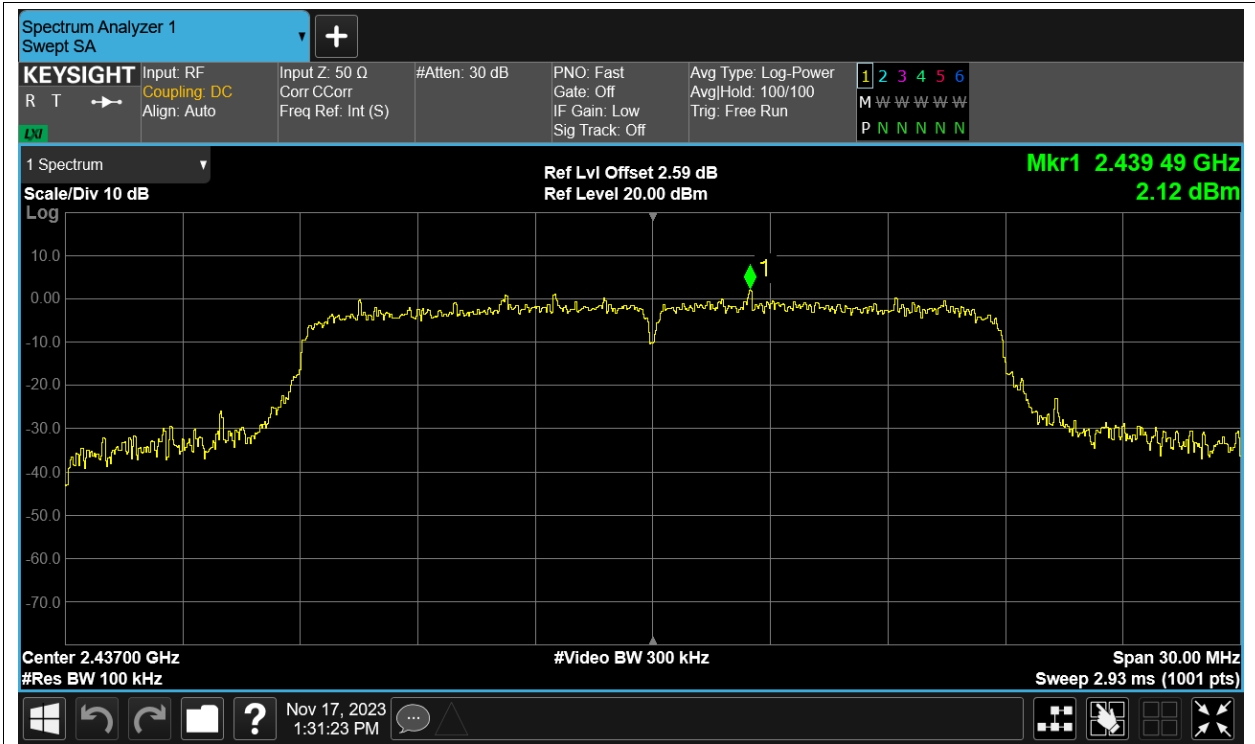 Spectrum Analyzer 1
Swept SA
KEYSIGHT
R T
LXI
Input: RF
Coupling: DC
Align: Auto
Input Z: 50 Ω
Corr CCorr
Freq Ref: Int (S)
#Atten: 30 dB
PNO: Fast
Gate: Off
IF Gain: Low
Sig Track: Off
Avg Type: Log-Power
Avg|Hold: 100/100
Trig: Free Run
1 2 3 4 5 6
M W W W W W
P N N N N N
1 Spectrum
Scale/Div 10 dB
Ref Lvl Offset 2.59 dB
Ref Level 20.00 dBm
Mkr1 2.439 49 GHz
2.12 dBm
Log
10.0
0.00
-10.0
-20.0
-30.0
-40.0
-50.0
-60.0
-70.0
1
Center 2.43700 GHz
#Res BW 100 kHz
#Video BW 300 kHz
Span 30.00 MHz
Sweep 2.93 ms (1001 pts)
?
Nov 17, 2023
1:31:23 PM